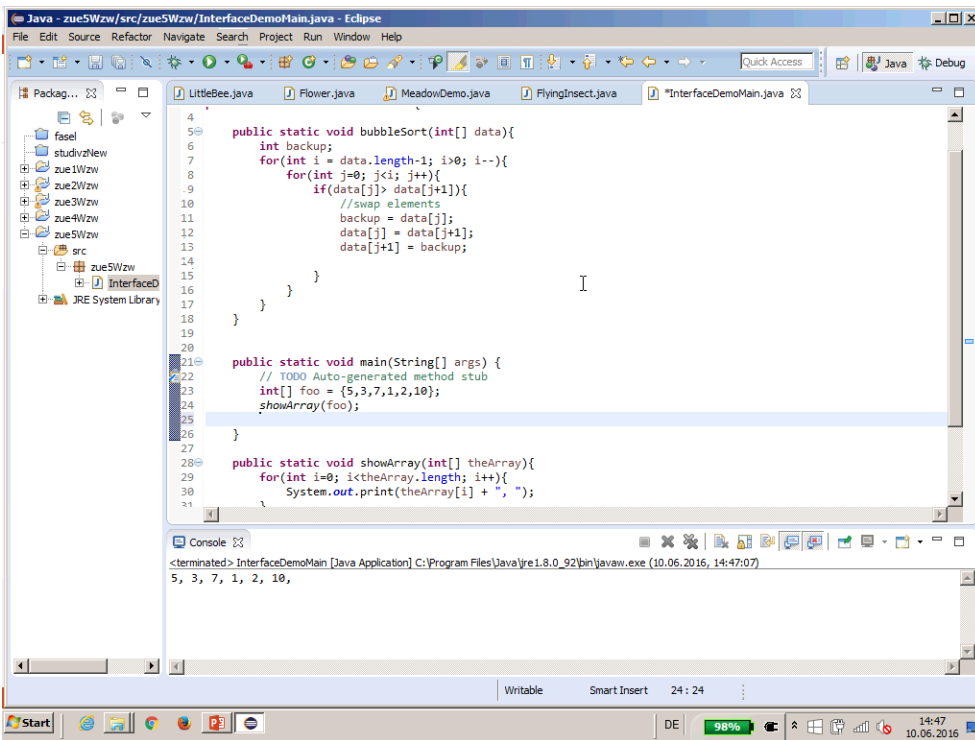 Java - zue5Wzw/src/zue5Wzw/InterfaceDemoMain.java - Eclipse
File Edit Source Refactor Navigate Search Project Run Window Help
Quick Access
Java
Debug
Packag...
LittleBee.java
Flower.java
MeadowDemo.java
FlyingInsect.java
*InterfaceDemoMain.java
fasel
studivzNew
zue1Wzw
zue2Wzw
zue3Wzw
zue4Wzw
zue5Wzw
src
zue5Wzw
InterfaceD
JRE System Library
4
5 public static void bubbleSort(int[] data){
6 int backup;
7 for(int i = data.length-1; i>0; i--){
8 for(int j=0; j<i; j++){
9 if(data[j]> data[j+1]){
10 //swap elements
11 backup = data[j];
12 data[j] = data[j+1];
13 data[j+1] = backup;
14
15 }
16 }
17 }
18 }
19
20
21 public static void main(String[] args) {
22 // TODO Auto-generated method stub
23 int[] foo = {5,3,7,1,2,10};
24 showArray(foo);
25
26 }
27
28 public static void showArray(int[] theArray){
29 for(int i=0; i<theArray.length; i++){
30 System.out.print(theArray[i] + ", ");
31 }
Console
<terminated> InterfaceDemoMain [Java Application] C:\Program Files\Java\jre1.8.0_92\bin\javaw.exe (10.06.2016, 14:47:07)
5, 3, 7, 1, 2, 10,
Writable Smart Insert 24 : 24
Start
DE
98%
14:47
10.06.2016